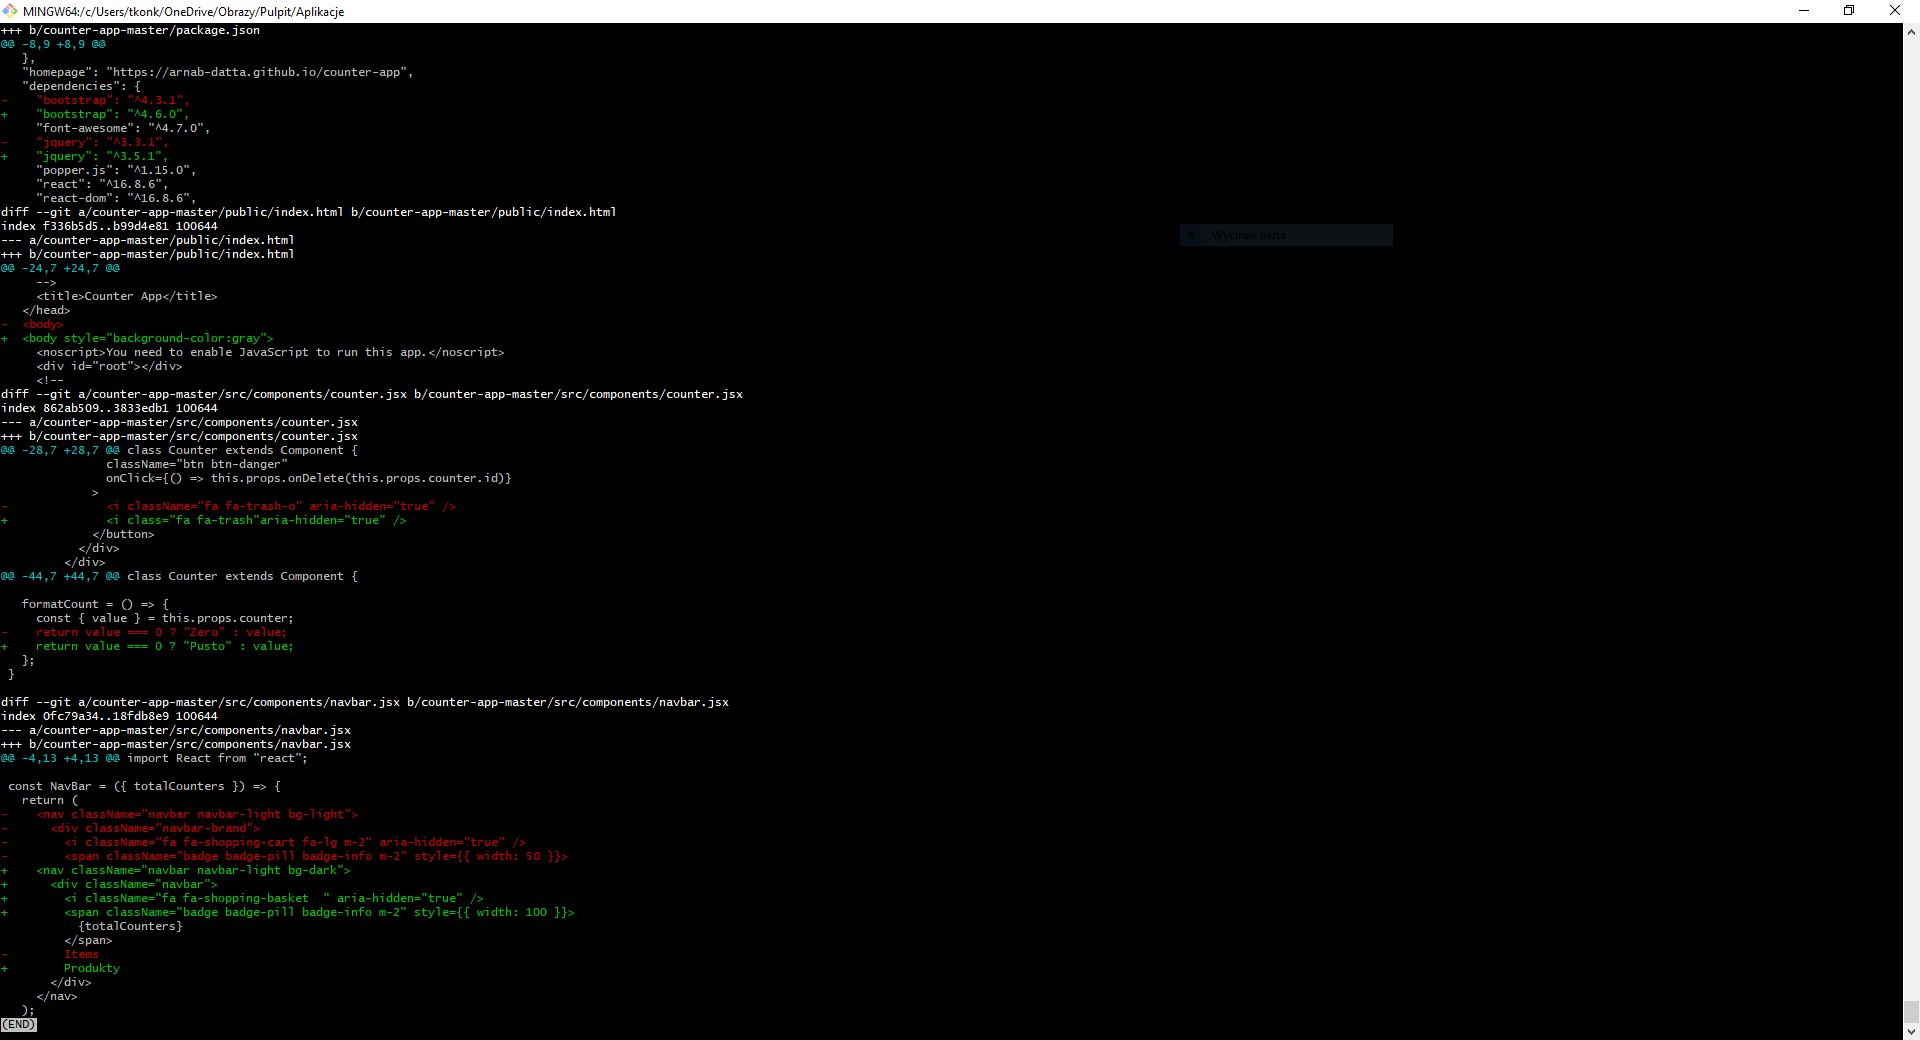 MINGW64:/c/Users/tkonk/OneDrive/Obrazy/Pulpit/Aplikacje
+++ b/counter-app-master/package.json
@@ -8,9 +8,9 @@
   },
   "homepage": "https://arnab-datta.github.io/counter-app",
   "dependencies": {
-    "bootstrap": "^4.3.1",
+    "bootstrap": "^4.6.0",
     "font-awesome": "^4.7.0",
-    "jquery": "^3.3.1",
+    "jquery": "^3.5.1",
     "popper.js": "^1.15.0",
     "react": "^16.8.6",
     "react-dom": "^16.8.6",
diff --git a/counter-app-master/public/index.html b/counter-app-master/public/index.html
index f336b5d5..b99d4e81 100644
Wycinek okna
--- a/counter-app-master/public/index.html
+++ b/counter-app-master/public/index.html
@@ -24,7 +24,7 @@
     -->
     <title>Counter App</title>
   </head>
-  <body>
+  <body style="background-color:gray">
     <noscript>You need to enable JavaScript to run this app.</noscript>
     <div id="root"></div>
     <!--
diff --git a/counter-app-master/src/components/counter.jsx b/counter-app-master/src/components/counter.jsx
index 862ab509..3833edb1 100644
--- a/counter-app-master/src/components/counter.jsx
+++ b/counter-app-master/src/components/counter.jsx
@@ -28,7 +28,7 @@ class Counter extends Component {
               className="btn btn-danger"
               onClick={() => this.props.onDelete(this.props.counter.id)}
             >
-              <i className="fa fa-trash-o" aria-hidden="true" />
+              <i class="fa fa-trash"aria-hidden="true" />
             </button>
           </div>
         </div>
@@ -44,7 +44,7 @@ class Counter extends Component {
   formatCount = () => {
     const { value } = this.props.counter;
-    return value === 0 ? "Zero" : value;
+    return value === 0 ? "Pusto" : value;
   };
 }
diff --git a/counter-app-master/src/components/navbar.jsx b/counter-app-master/src/components/navbar.jsx
index 0fc79a34..18fdb8e9 100644
--- a/counter-app-master/src/components/navbar.jsx
+++ b/counter-app-master/src/components/navbar.jsx
@@ -4,13 +4,13 @@ import React from "react";
 const NavBar = ({ totalCounters }) => {
   return (
-    <nav className="navbar navbar-light bg-light">
-      <div className="navbar-brand">
-        <i className="fa fa-shopping-cart fa-lg m-2" aria-hidden="true" />
-        <span className="badge badge-pill badge-info m-2" style={{ width: 50 }}>
+    <nav className="navbar navbar-light bg-dark">
+      <div className="navbar">
+        <i className="fa fa-shopping-basket  " aria-hidden="true" />
+        <span className="badge badge-pill badge-info m-2" style={{ width: 100 }}>
           {totalCounters}
         </span>
-        Items
+        Produkty
       </div>
     </nav>
   );
(END)